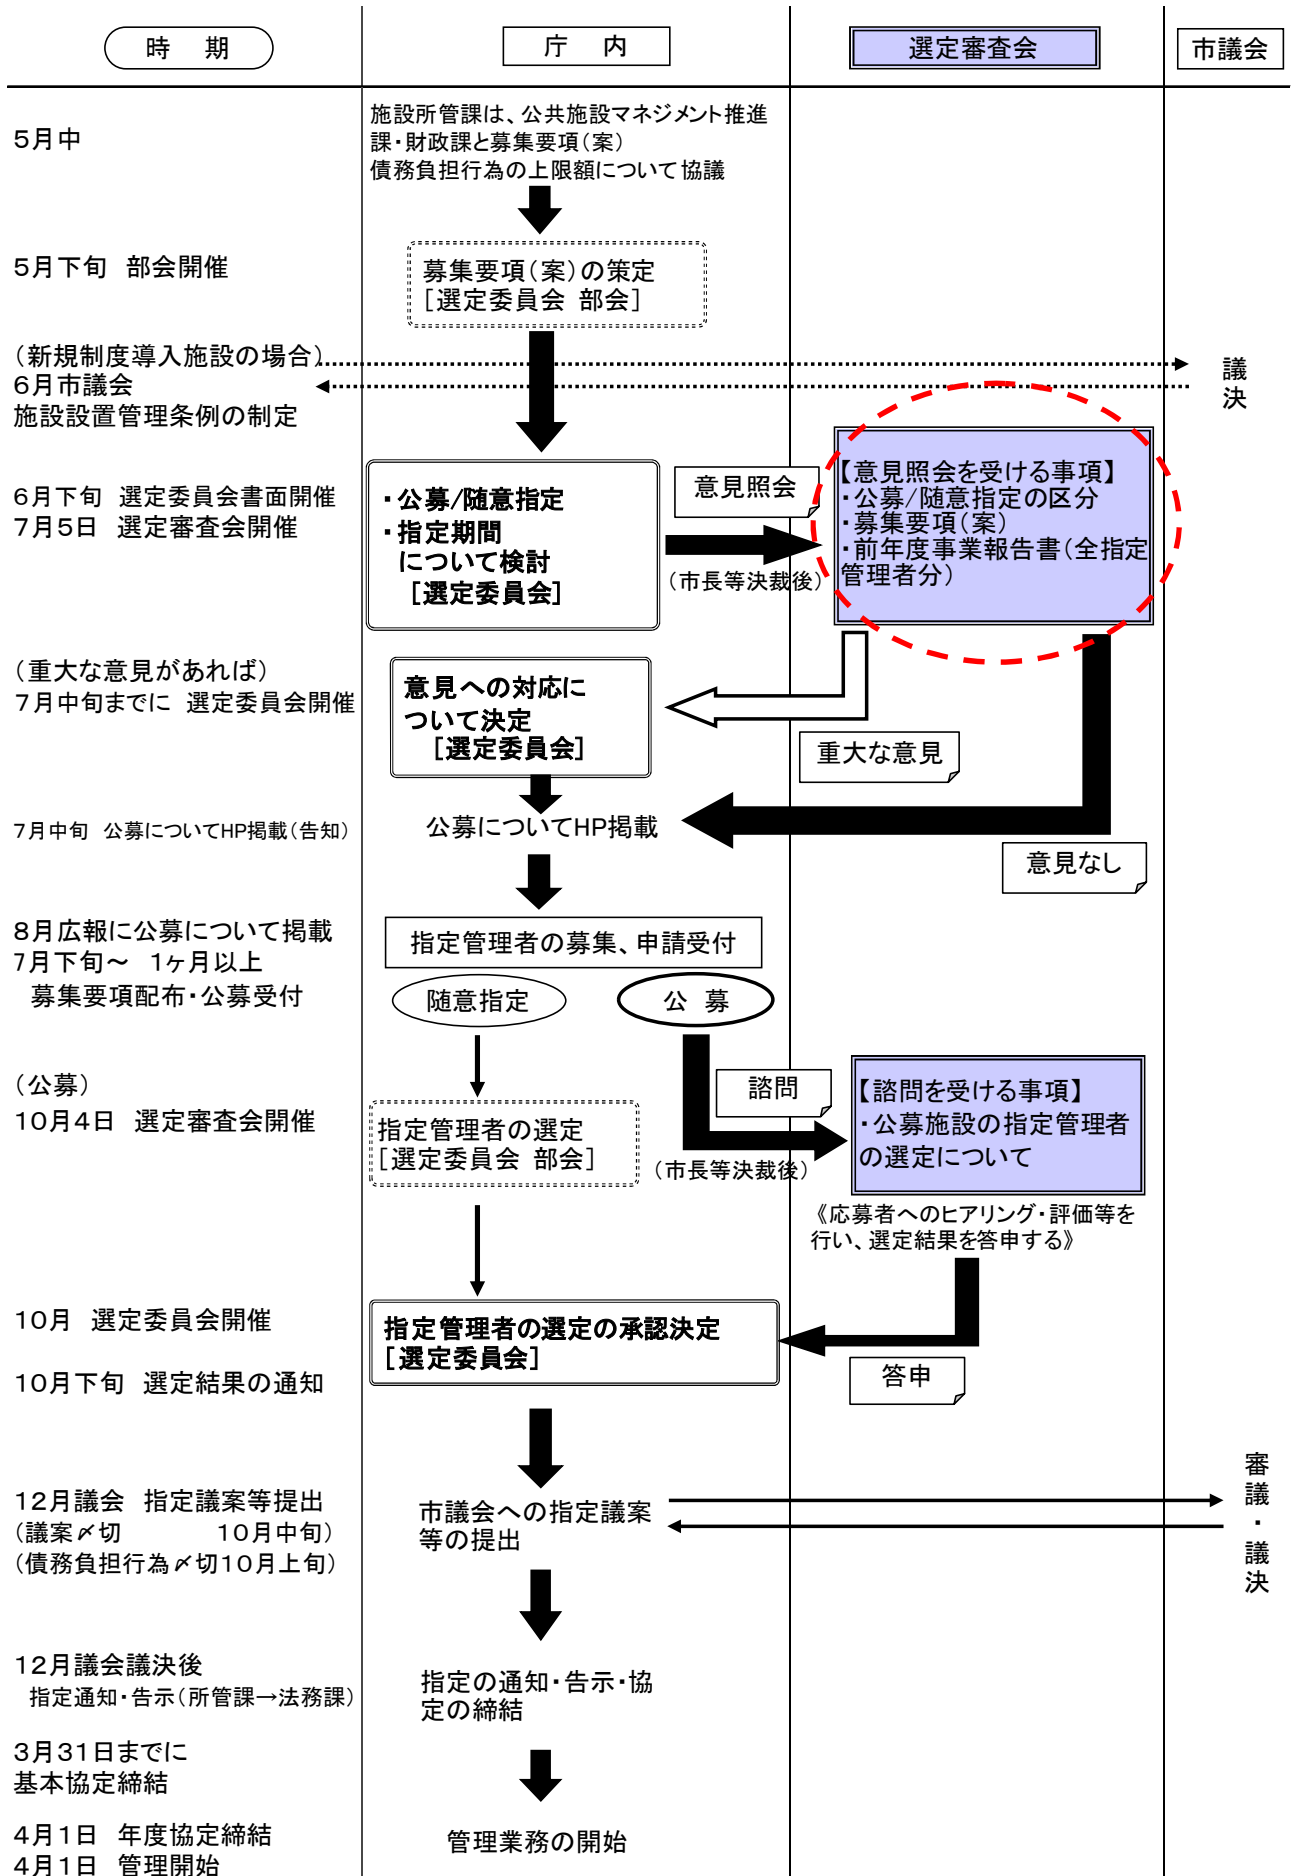 時　期
庁　内
選定審査会
市議会
5月中
施設所管課は、公共施設マネジメント推進
課・財政課と募集要項(案)
債務負担行為の上限額について協議
5月下旬　部会開催
募集要項(案)の策定
[選定委員会 部会]
(新規制度導入施設の場合)
6月市議会
施設設置管理条例の制定
議
決
6月下旬　選定委員会書面開催
7月5日　選定審査会開催
・公募/随意指定
・指定期間
について検討
[選定委員会]
意見照会
(市長等決裁後)
【意見照会を受ける事項】
・公募/随意指定の区分
・募集要項(案)
・前年度事業報告書(全指定
管理者分)
(重大な意見があれば)
7月中旬までに　選定委員会開催
意見への対応に
ついて決定
[選定委員会]
重大な意見
7月中旬　公募についてHP掲載(告知)
公募についてHP掲載
意見なし
8月広報に公募について掲載
7月下旬～　1ヶ月以上
募集要項配布・公募受付
指定管理者の募集、申請受付
随意指定
公　募
(公募)
10月4日　選定審査会開催
諮問
(市長等決裁後)
指定管理者の選定
[選定委員会 部会]
【諮問を受ける事項】
・公募施設の指定管理者
の選定について
《応募者へのヒアリング・評価等を
行い、選定結果を答申する》
10月　選定委員会開催
指定管理者の選定の承認決定
[選定委員会]
答申
10月下旬　選定結果の通知
12月議会　指定議案等提出
(議案〆切　　　　10月中旬)
(債務負担行為〆切10月上旬)
市議会への指定議案
等の提出
審
議
・
議
決
12月議会議決後
指定通知・告示(所管課→法務課)
指定の通知・告示・協
定の締結
3月31日までに
基本協定締結
4月1日　年度協定締結
4月1日　管理開始
管理業務の開始